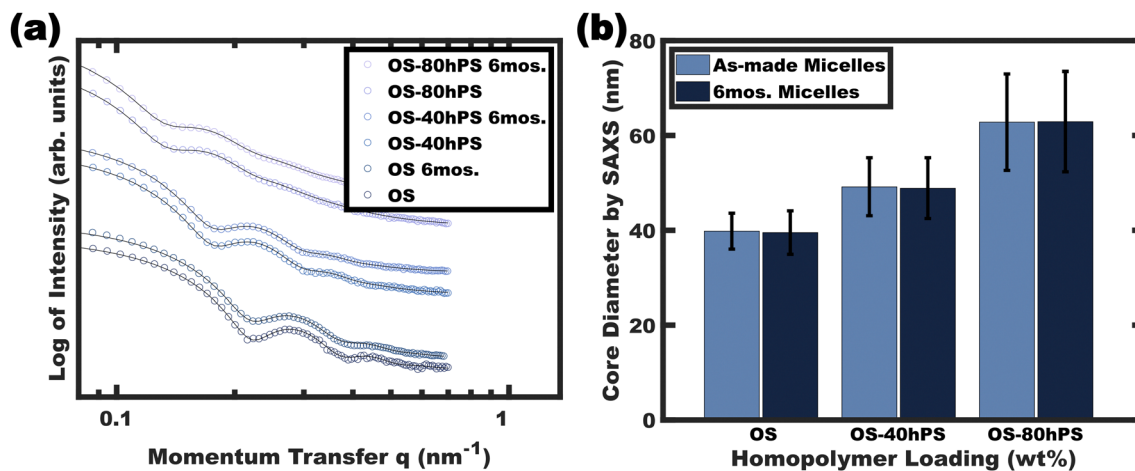 (a)
Log of Intensity (arb. units)
OS-80hPS 6mos.
OS-80hPS
OS-40hPS 6mos.
OS-40hPS
OS 6mos.
OS
0.1
1
Momentum Transfer q (nm⁻¹)
(b)
Core Diameter by SAXS (nm)
80
60
40
20
0
As-made Micelles
6mos. Micelles
OS
OS-40hPS
OS-80hPS
Homopolymer Loading (wt%)